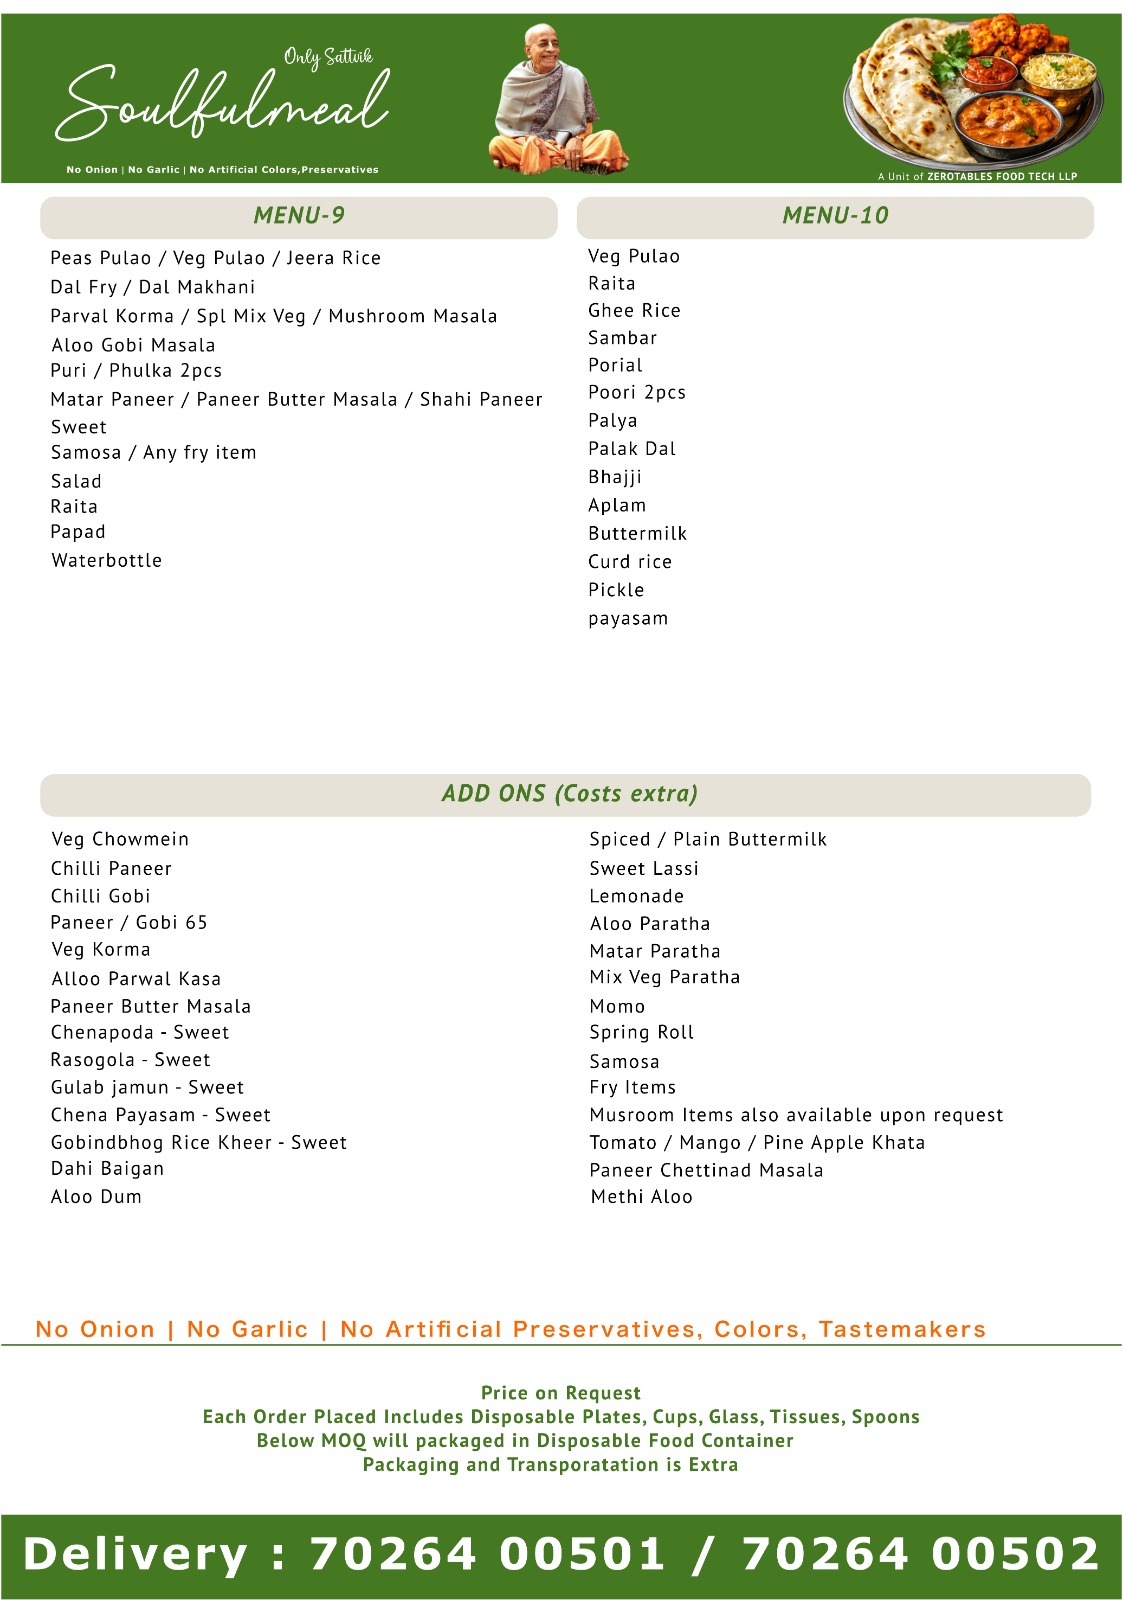 Only Sattvik
Soulfulmeal
No Onion | No Garlic | No Artificial Colors,Preservatives
A Unit of ZEROTABLES FOOD TECH LLP
MENU-9
Peas Pulao / Veg Pulao / Jeera Rice
Dal Fry / Dal Makhani
Parval Korma / Spl Mix Veg / Mushroom Masala
Aloo Gobi Masala
Puri / Phulka 2pcs
Matar Paneer / Paneer Butter Masala / Shahi Paneer
Sweet
Samosa / Any fry item
Salad
Raita
Papad
Waterbottle
MENU-10
Veg Pulao
Raita
Ghee Rice
Sambar
Porial
Poori 2pcs
Palya
Palak Dal
Bhajji
Aplam
Buttermilk
Curd rice
Pickle
payasam
ADD ONS (Costs extra)
Veg Chowmein
Chilli Paneer
Chilli Gobi
Paneer / Gobi 65
Veg Korma
Alloo Parwal Kasa
Paneer Butter Masala
Chenapoda - Sweet
Rasogola - Sweet
Gulab jamun - Sweet
Chena Payasam - Sweet
Gobindbhog Rice Kheer - Sweet
Dahi Baigan
Aloo Dum
Spiced / Plain Buttermilk
Sweet Lassi
Lemonade
Aloo Paratha
Matar Paratha
Mix Veg Paratha
Momo
Spring Roll
Samosa
Fry Items
Musroom Items also available upon request
Tomato / Mango / Pine Apple Khata
Paneer Chettinad Masala
Methi Aloo
No Onion | No Garlic | No Artificial Preservatives, Colors, Tastemakers
Price on Request
Each Order Placed Includes Disposable Plates, Cups, Glass, Tissues, Spoons
Below MOQ will packaged in Disposable Food Container
Packaging and Transporatation is Extra
Delivery : 70264 00501 / 70264 00502